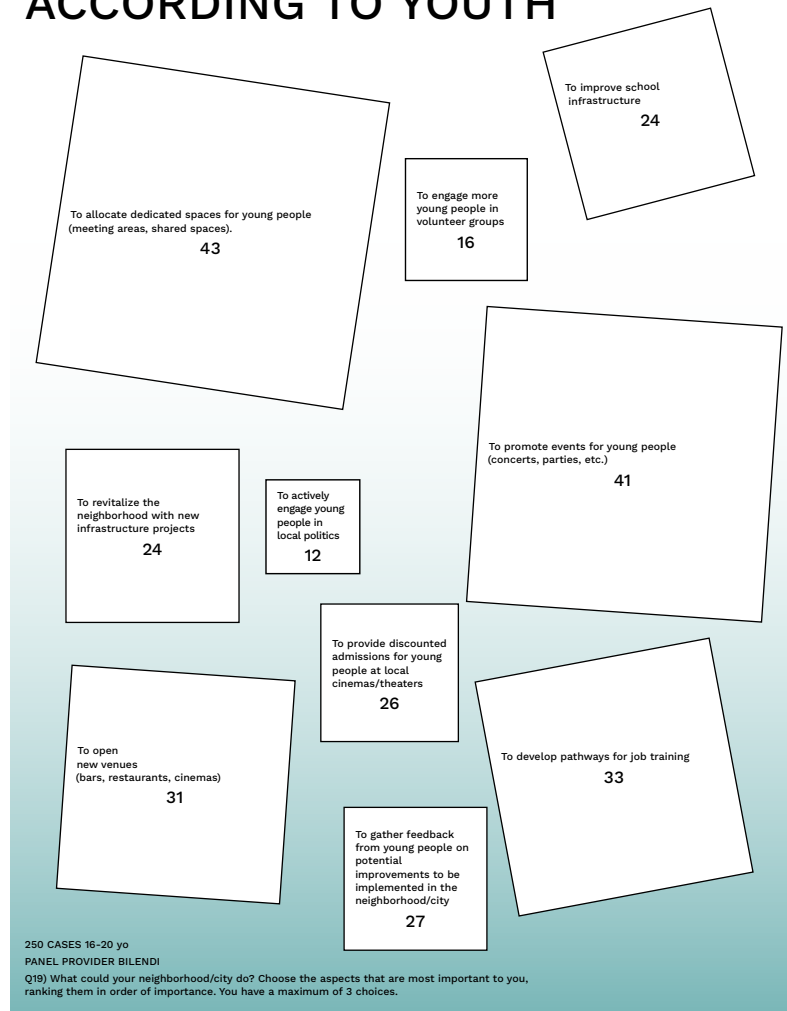 ACCORDING TO YOUTH
To improve school
infrastructure
24
To allocate dedicated spaces for young people
(meeting areas, shared spaces).
43
To engage more
young people in
volunteer groups
16
To promote events for young people
(concerts, parties, etc.)
41
To revitalize the
neighborhood with new
infrastructure projects
24
To actively
engage young
people in
local politics
12
To provide discounted
admissions for young
people at local
cinemas/theaters
26
To open
new venues
(bars, restaurants, cinemas)
31
To develop pathways for job training
33
To gather feedback
from young people on
potential
improvements to be
implemented in the
neighborhood/city
27
250 CASES 16-20 yo
PANEL PROVIDER BILENDI
Q19) What could your neighborhood/city do? Choose the aspects that are most important to you,
ranking them in order of importance. You have a maximum of 3 choices.